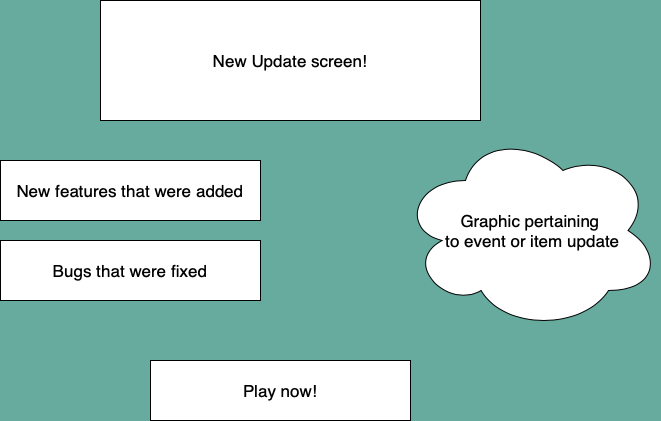 New Update screen!
New features that were added
Bugs that were fixed
Graphic pertaining
to event or item update
Play now!